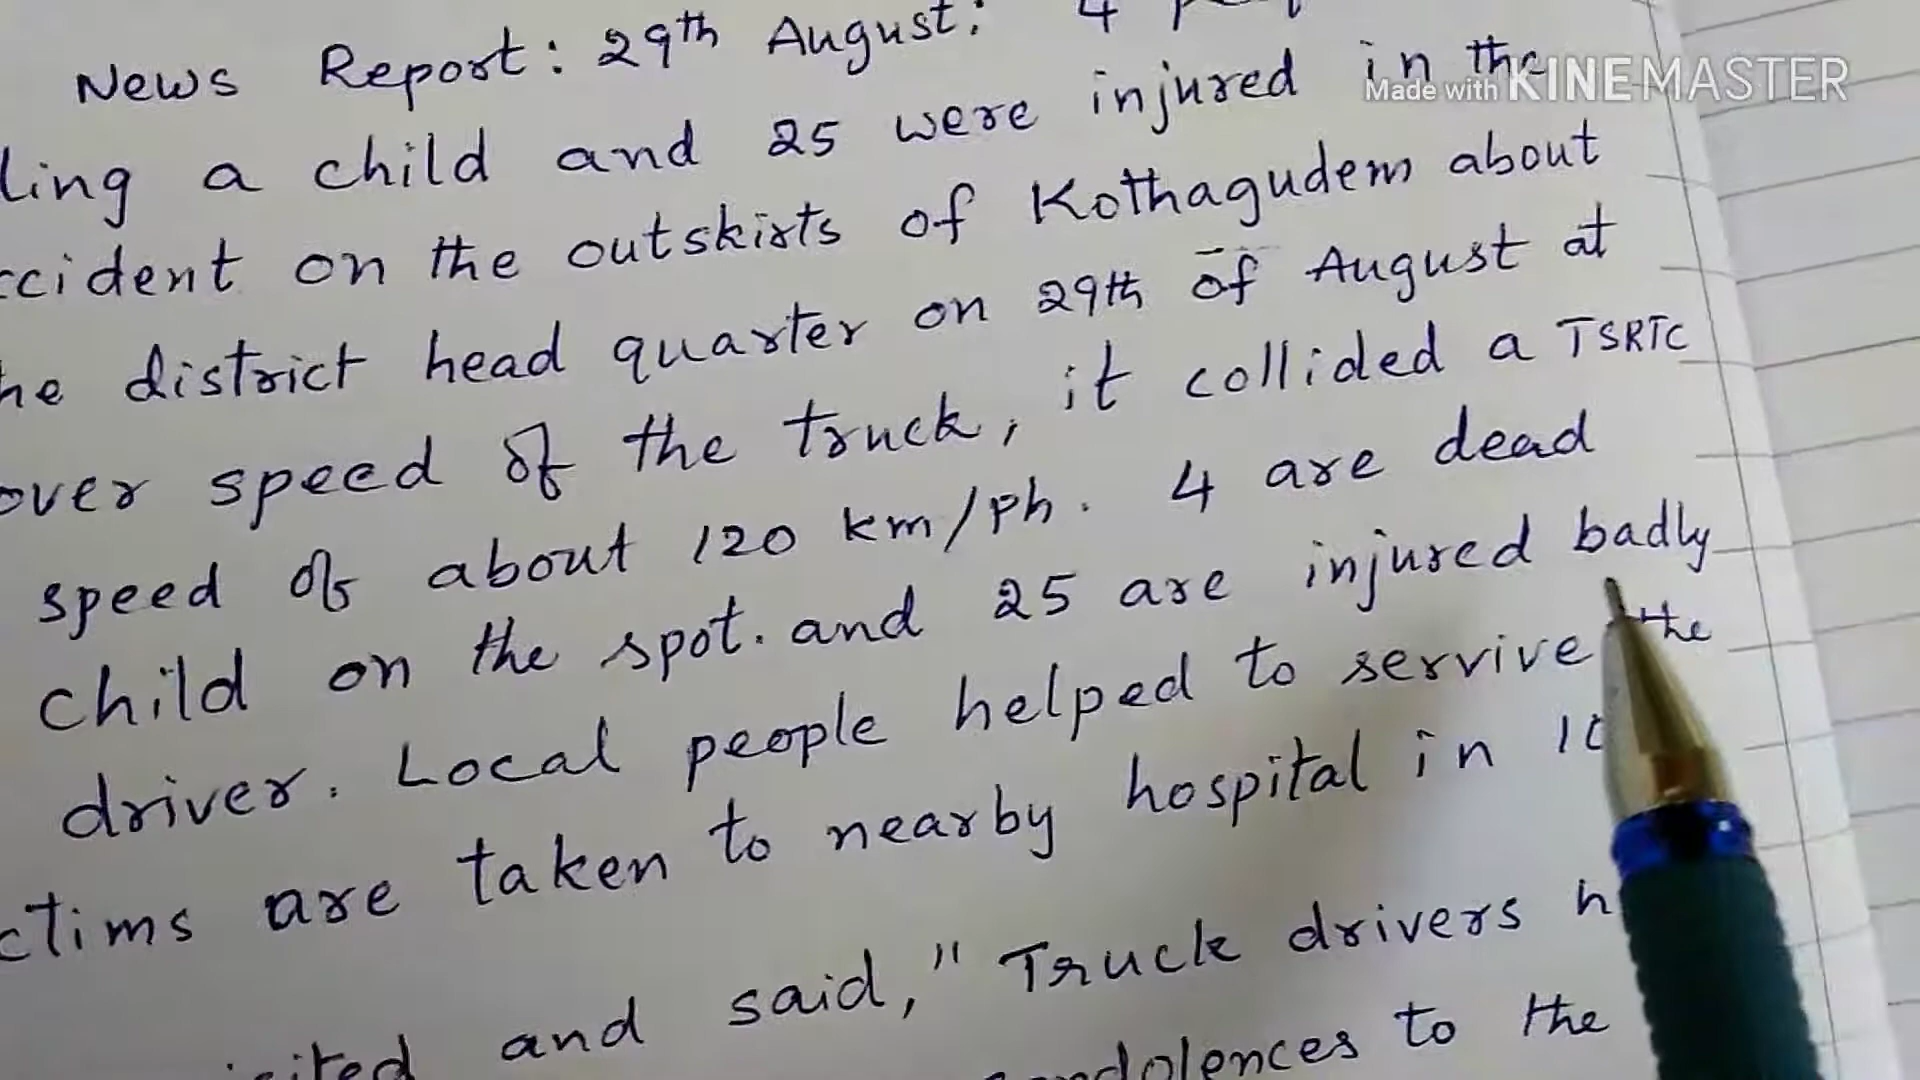 News Report: 29th August: 4
ling a child and 25 were injured in the
ccident on the outskirts of Kothagudem about
he district head quarter on 29th of August at
over speed of the truck, it collided a TSRTC
speed of about 120 km/ph. 4 are dead
child on the spot. and 25 are injured badly
driver. Local people helped to servive the
ctims are taken to nearby hospital in
and said, " Truck drivers
condolences to the
Made with KINEMASTER